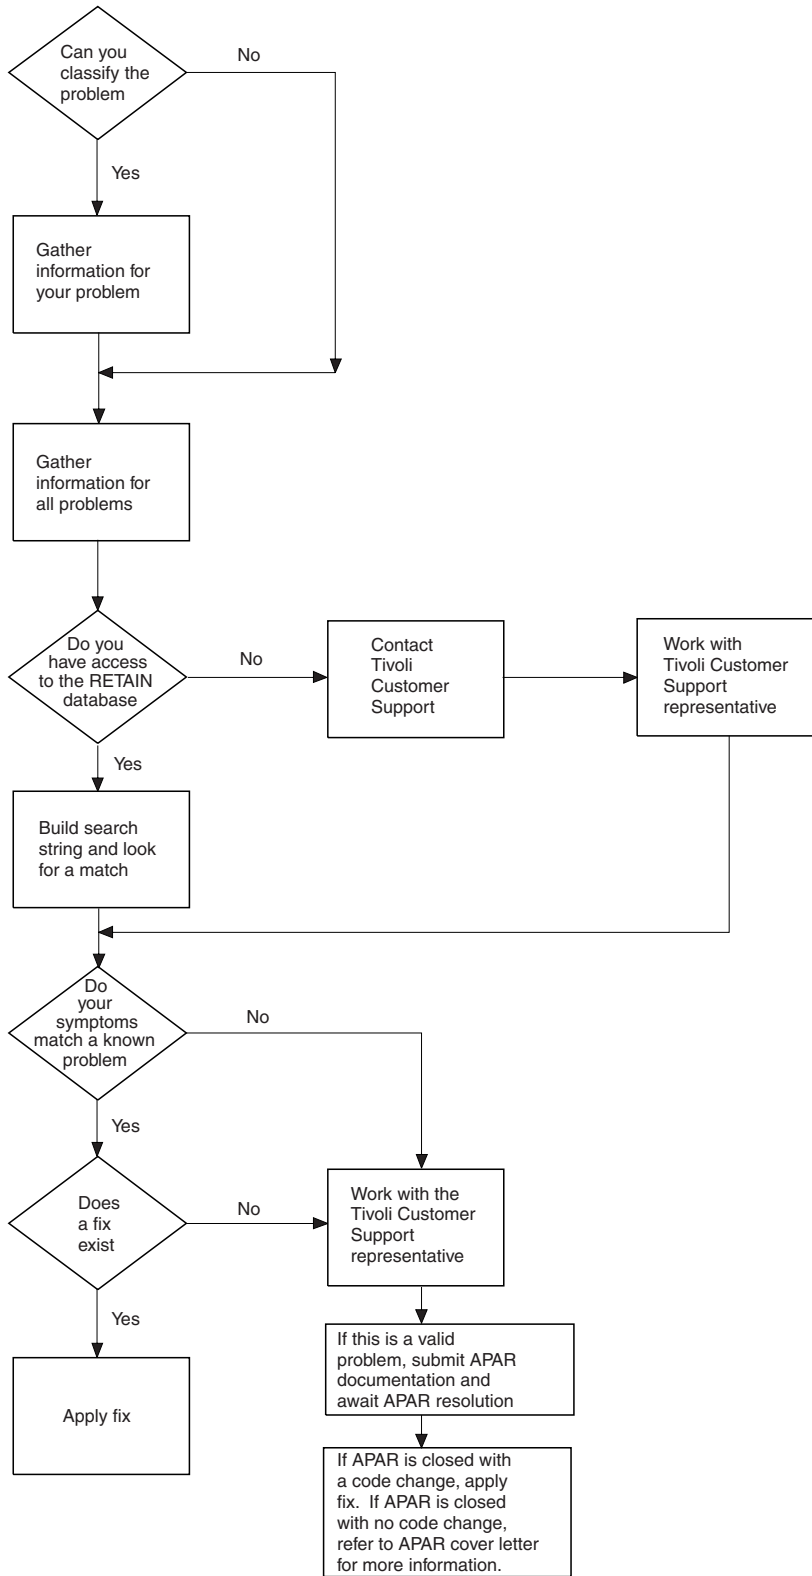 Can you
classify the
problem
No
Yes
Gather
information for
your problem
Gather
information for
all problems
Do you
have access
to the RETAIN
database
No
Contact
Tivoli
Customer
Support
Work with
Tivoli Customer
Support
representative
Yes
Build search
string and look
for a match
Do
your
symptoms
match a known
problem
No
Yes
Does
a fix
exist
No
Work with the
Tivoli Customer
Support
representative
Yes
Apply fix
If this is a valid
problem, submit APAR
documentation and
await APAR resolution
If APAR is closed with
a code change, apply
fix. If APAR is closed
with no code change,
refer to APAR cover letter
for more information.